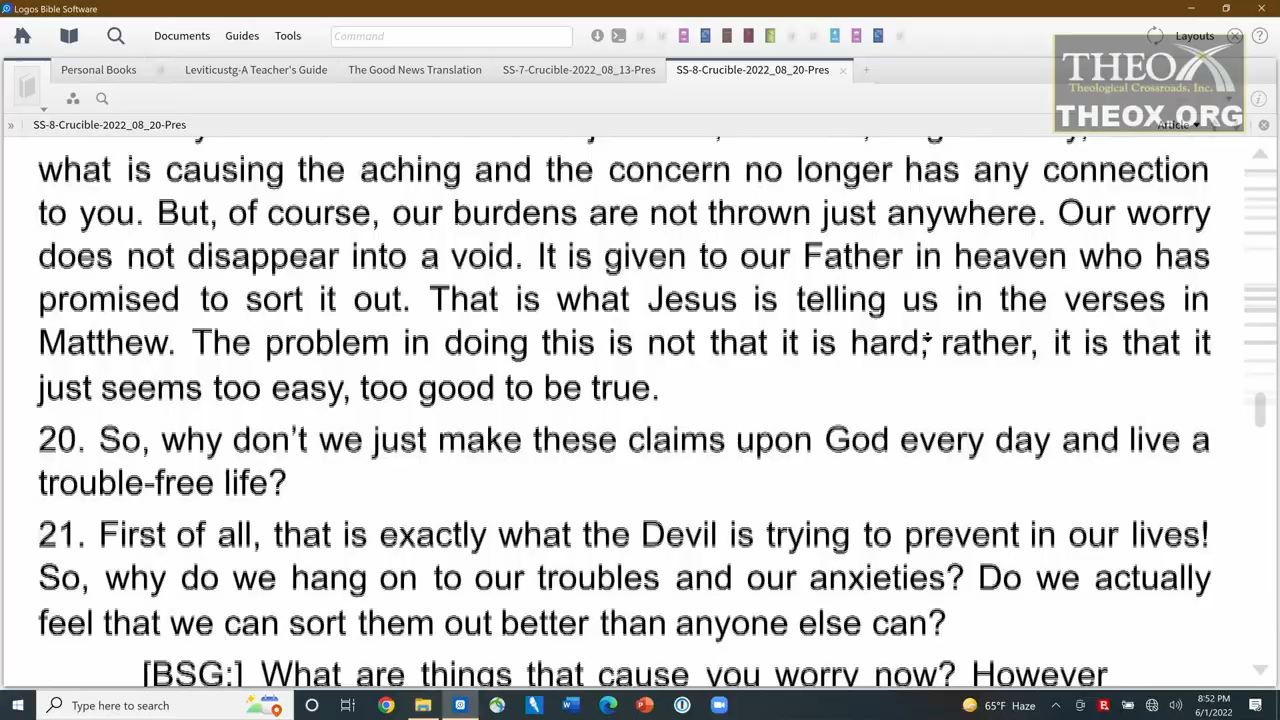 Logos Bible Software
Documents Guides Tools Command Layouts
Personal Books Leviticustg-A Teacher's Guide The Good News Translation SS-7-Crucible-2022_08_13-Pres SS-8-Crucible-2022_08_20-Pres
THEOX
Theological Crossroads, Inc.
THEOX.ORG
SS-8-Crucible-2022_08_20-Pres Article
what is causing the aching and the concern no longer has any connection
to you. But, of course, our burdens are not thrown just anywhere. Our worry
does not disappear into a void. It is given to our Father in heaven who has
promised to sort it out. That is what Jesus is telling us in the verses in
Matthew. The problem in doing this is not that it is hard; rather, it is that it
just seems too easy, too good to be true.
20. So, why don't we just make these claims upon God every day and live a
trouble-free life?
21. First of all, that is exactly what the Devil is trying to prevent in our lives!
So, why do we hang on to our troubles and our anxieties? Do we actually
feel that we can sort them out better than anyone else can?
[BSG:] What are things that cause you worry now? However
Type here to search 65°F Haze 8:52 PM
6/1/2022